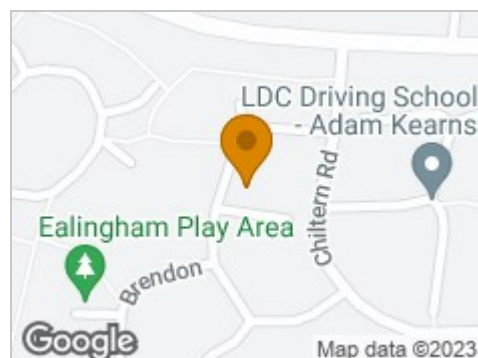 LDC Driving School
- Adam Kearns
Chiltern Rd
Ealingham Play Area
Brendon
Google
Map data ©2023